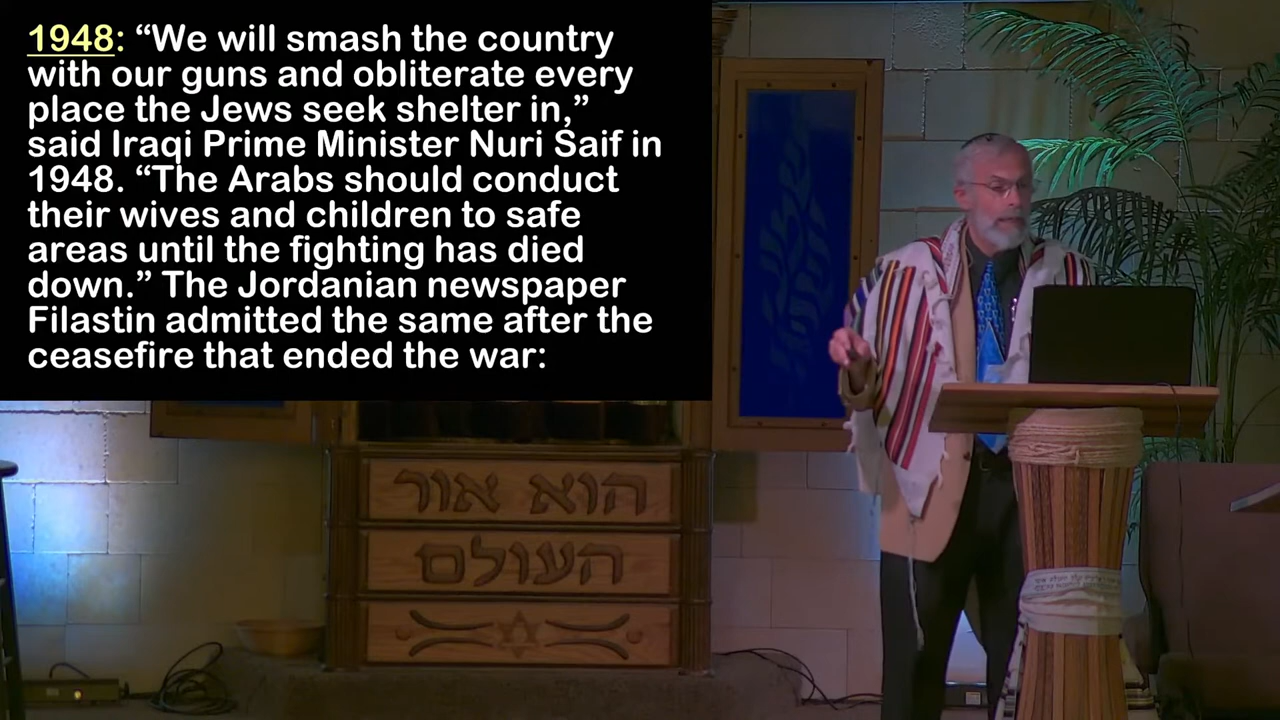 1948: “We will smash the country
with our guns and obliterate every
place the Jews seek shelter in,”
said Iraqi Prime Minister Nuri Saif in
1948. “The Arabs should conduct
their wives and children to safe
areas until the fighting has died
down.” The Jordanian newspaper
Filastin admitted the same after the
ceasefire that ended the war:
הוא אור
העולם